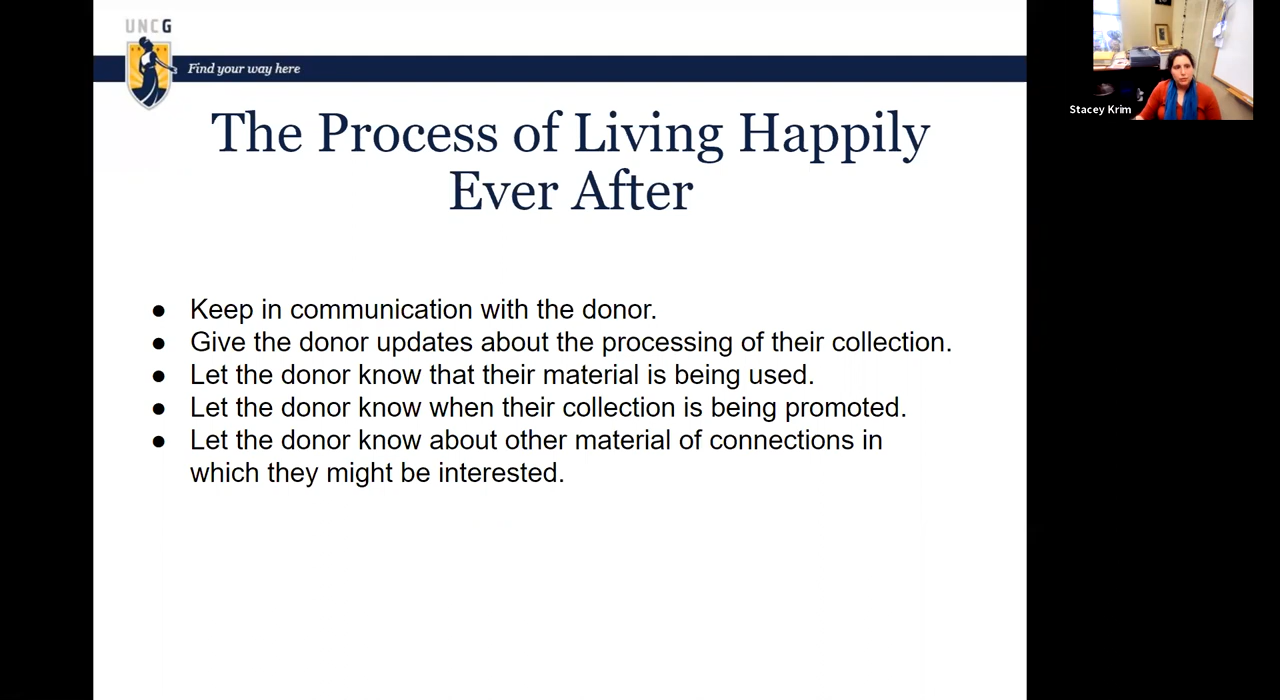 UNCG
Find your way here
Stacey Krim
The Process of Living Happily
Ever After
● Keep in communication with the donor.
● Give the donor updates about the processing of their collection.
● Let the donor know that their material is being used.
● Let the donor know when their collection is being promoted.
● Let the donor know about other material of connections in
which they might be interested.